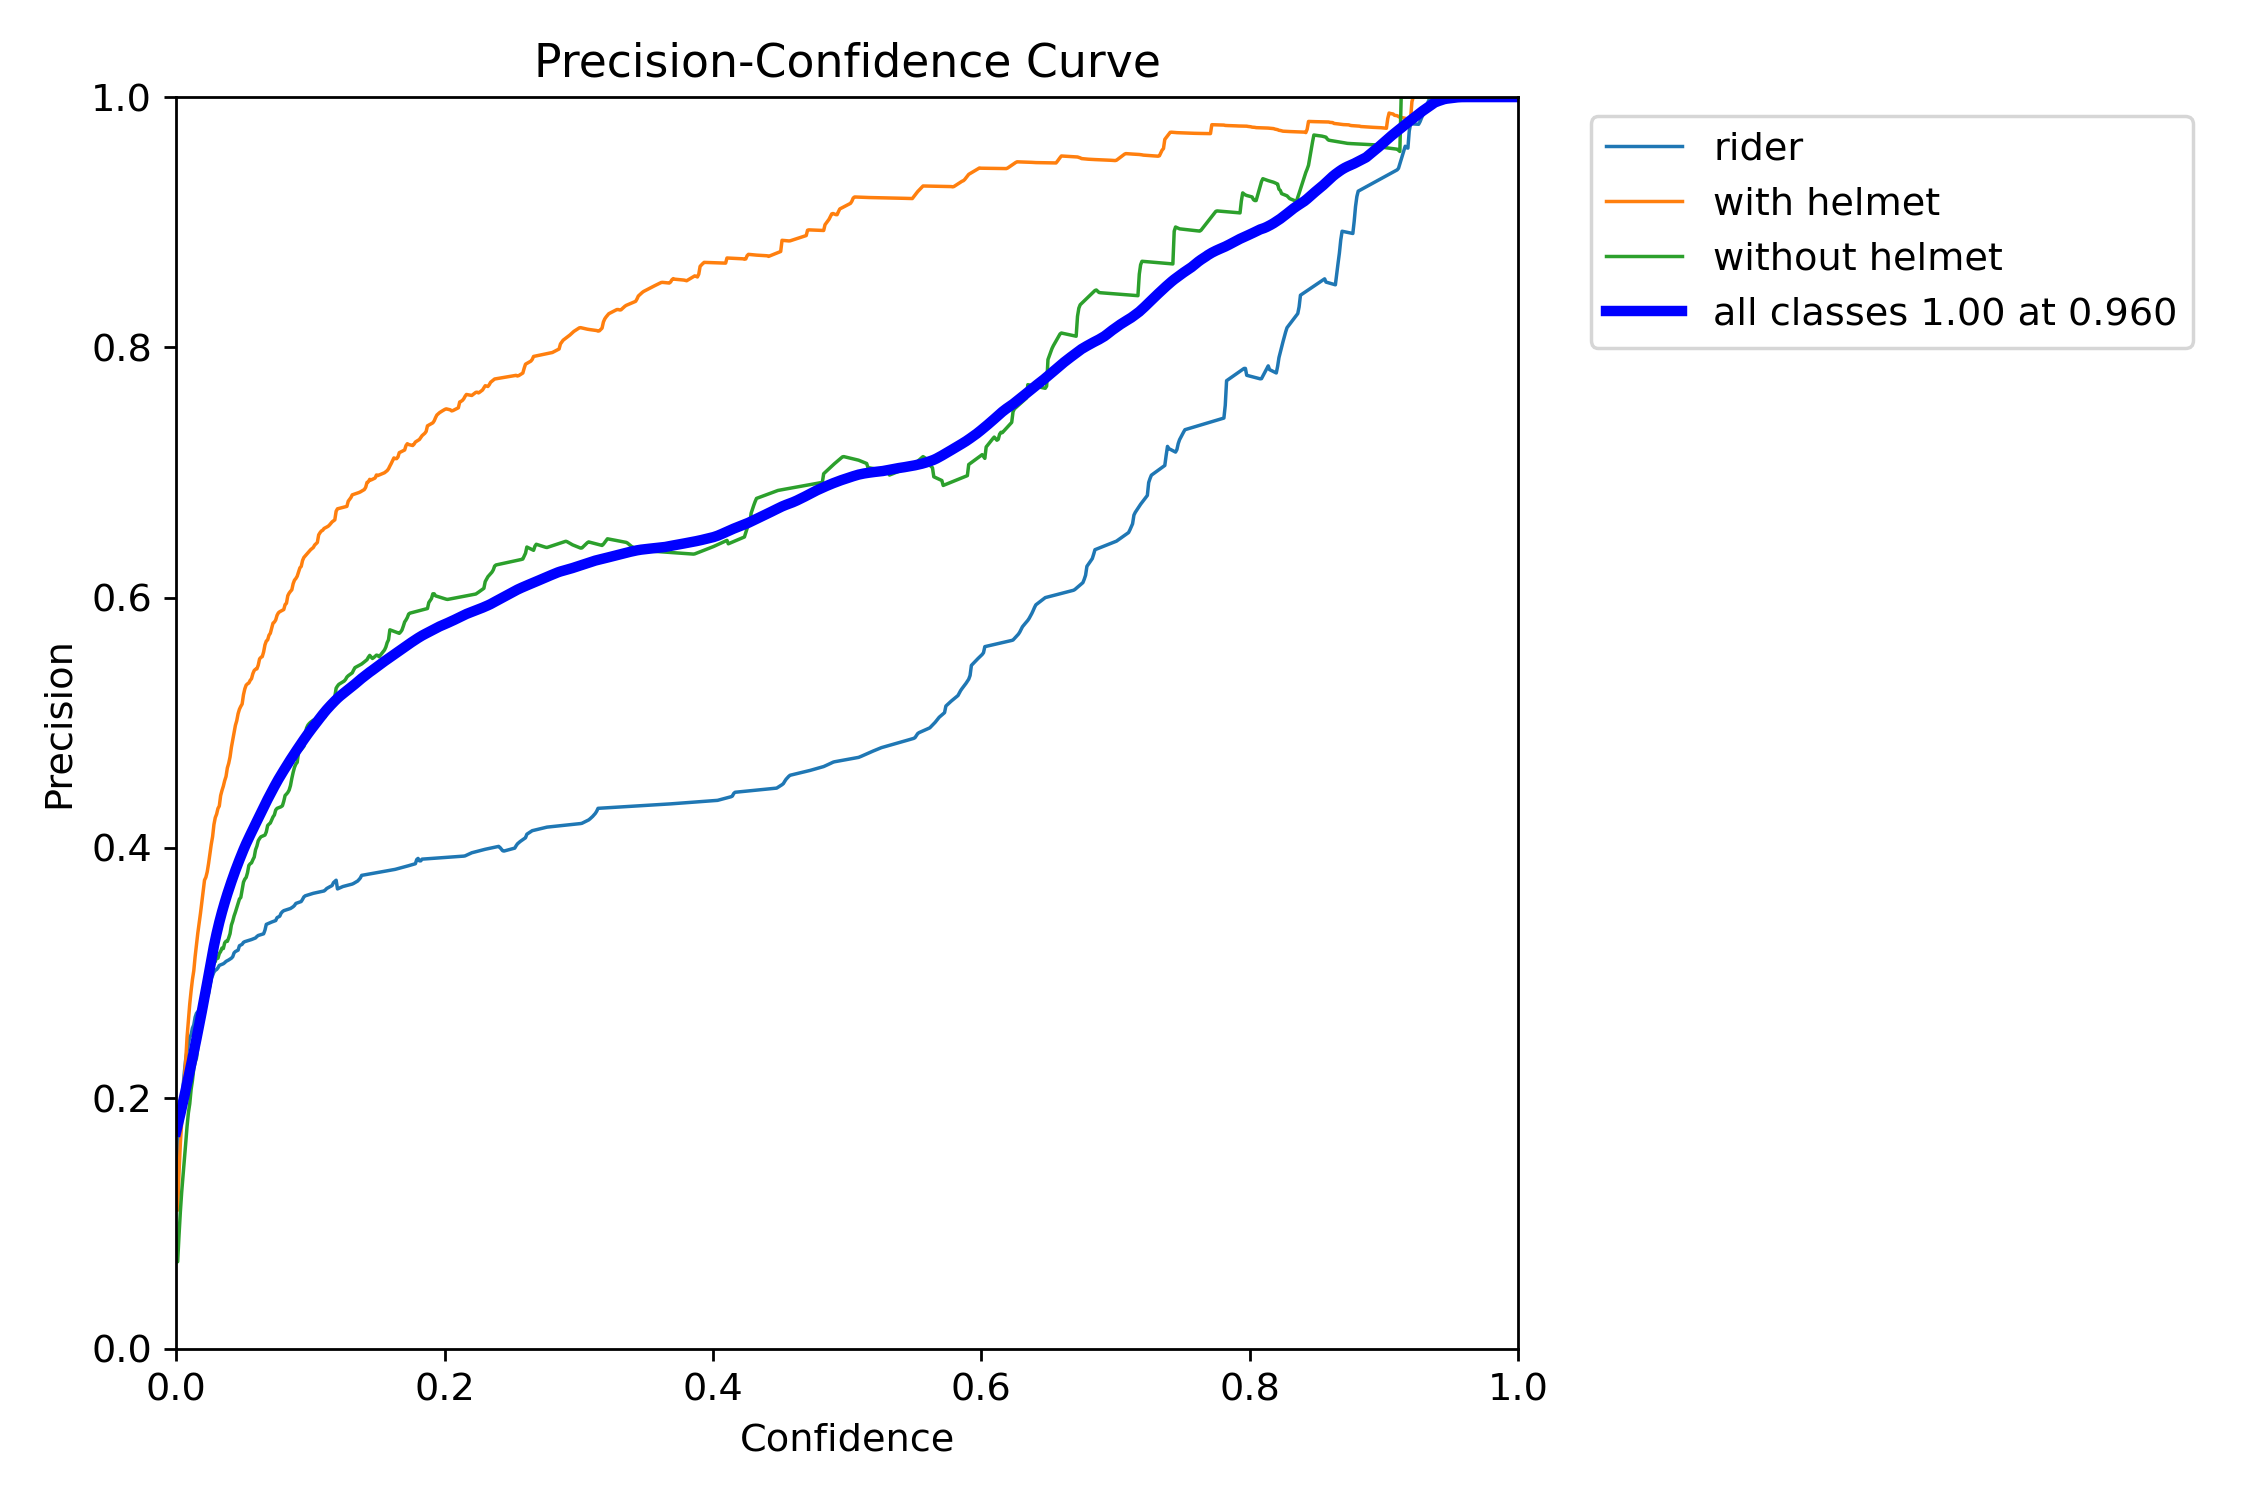 Precision-Confidence Curve
1.0
0.8
0.6
0.4
0.2
0.0
Precision
0.0 0.2 0.4 0.6 0.8 1.0
Confidence
rider
with helmet
without helmet
all classes 1.00 at 0.960